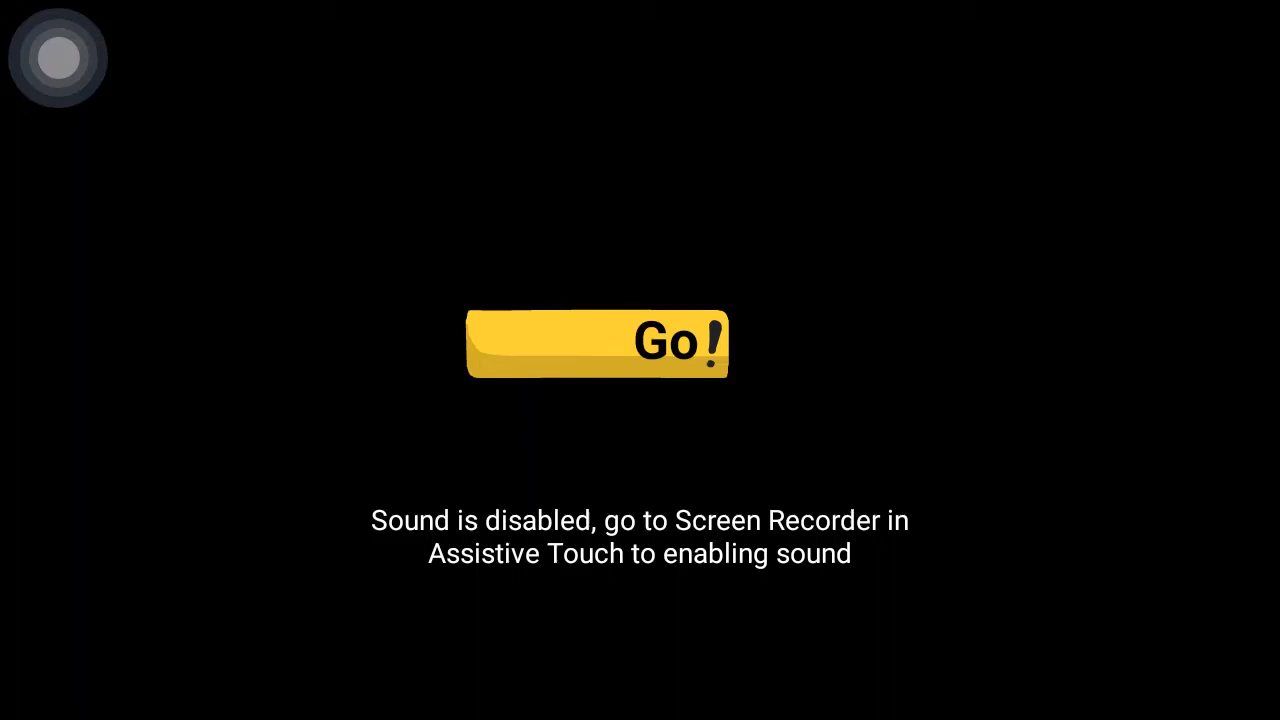 Go!
Sound is disabled, go to Screen Recorder in
Assistive Touch to enabling sound